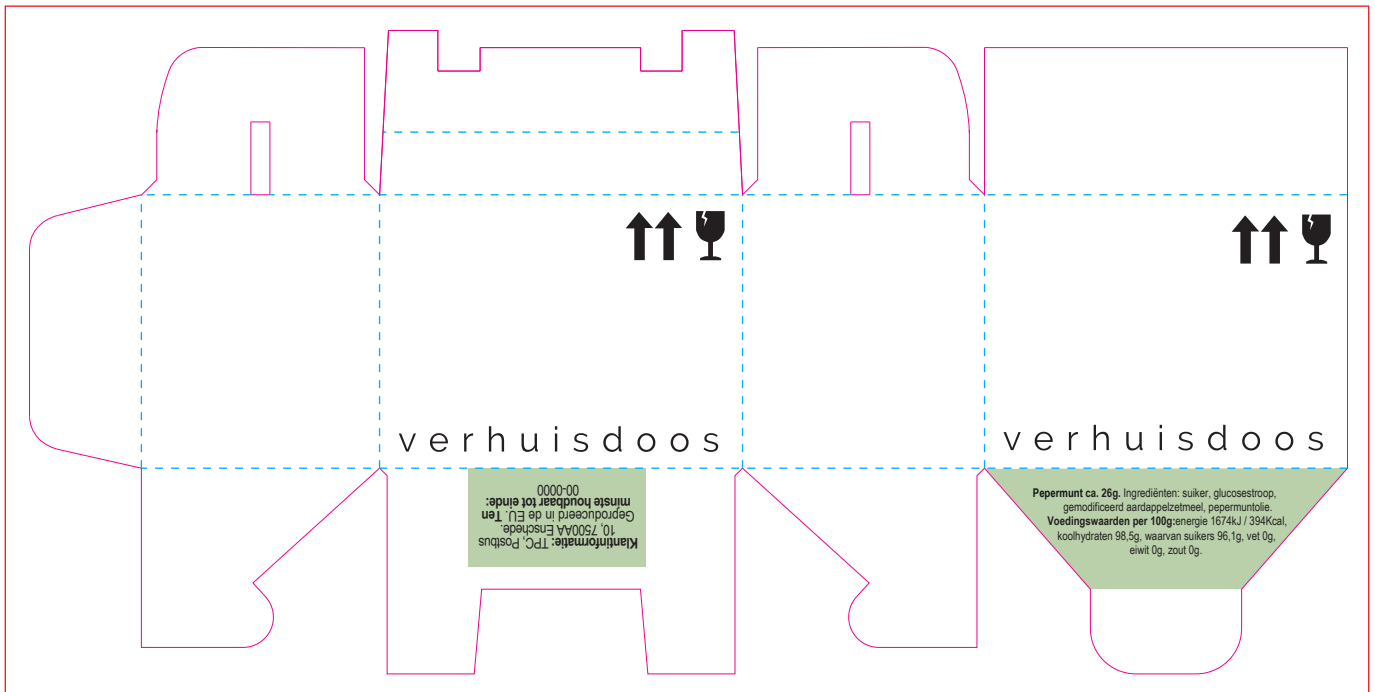 verhuisdoos
verhuisdoos
Klantinformatie: TPC, Postbus
10, 7500AA Enschede.
Geproduceerd in de EU. Ten
minste houdbaar tot einde:
00-0000
Pepermunt ca. 26g. Ingrediënten: suiker, glucosestroop,
gemodificeerd aardappelzetmeel, pepermuntolie.
Voedingswaarden per 100g:energie 1674kJ / 394Kcal,
koolhydraten 98,5g, waarvan suikers 96,1g, vet 0g,
eiwit 0g, zout 0g.